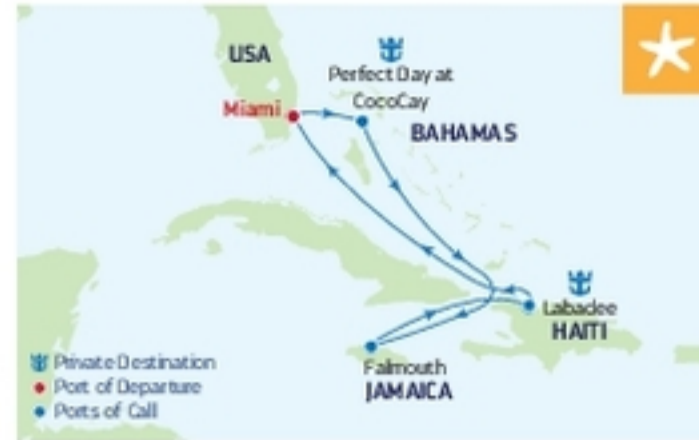 USA
Perfect Day at
CocoCay
Miami
BAHAMAS
Labadee
HAITI
Falmouth
JAMAICA
Private Destination
Port of Departure
Ports of Call